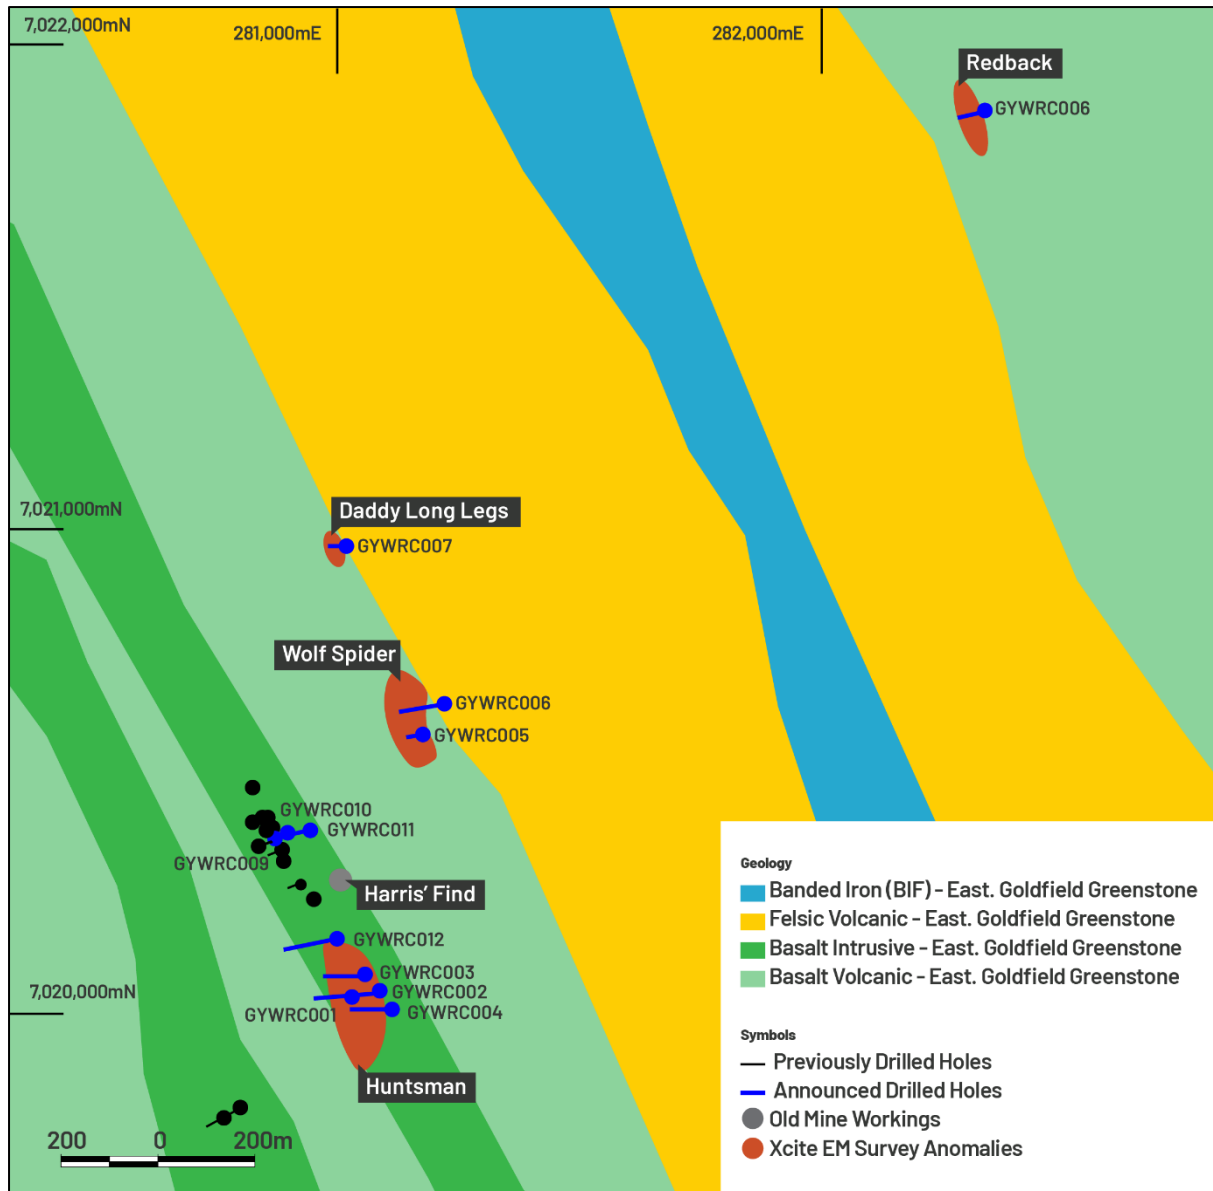 7,022,000mN
281,000mE
282,000mE
Redback
GYWRC006
7,021,000mN
Daddy Long Legs
GYWRC007
Wolf Spider
GYWRC006
GYWRC005
GYWRC010
GYWRC011
GYWRC009
Harris’ Find
GYWRC012
GYWRC003
7,020,000mN
GYWRC002
GYWRC001
GYWRC004
Huntsman
200 0 200m
Geology
Banded Iron (BIF) - East. Goldfield Greenstone
Felsic Volcanic - East. Goldfield Greenstone
Basalt Intrusive - East. Goldfield Greenstone
Basalt Volcanic - East. Goldfield Greenstone
Symbols
Previously Drilled Holes
Announced Drilled Holes
Old Mine Workings
Xcite EM Survey Anomalies